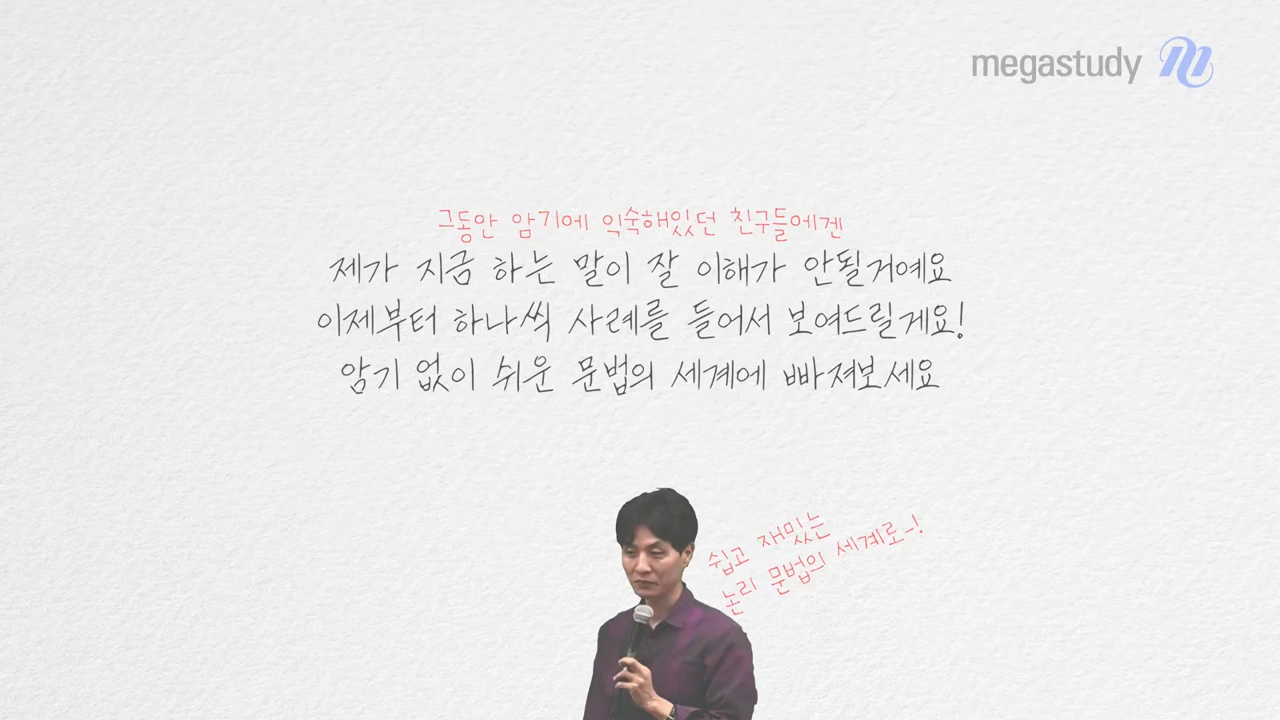 megastudy
그동안 암기에 익숙해있던 친구들에겐
제가 지금 하는 말이 잘 이해가 안될거예요
이제부터 하나씩 사례를 들어서 보여드릴게요!
암기 없이 쉬운 문법의 세계에 빠져보세요
쉽고 재밌는
논리 문법의 세계로~!